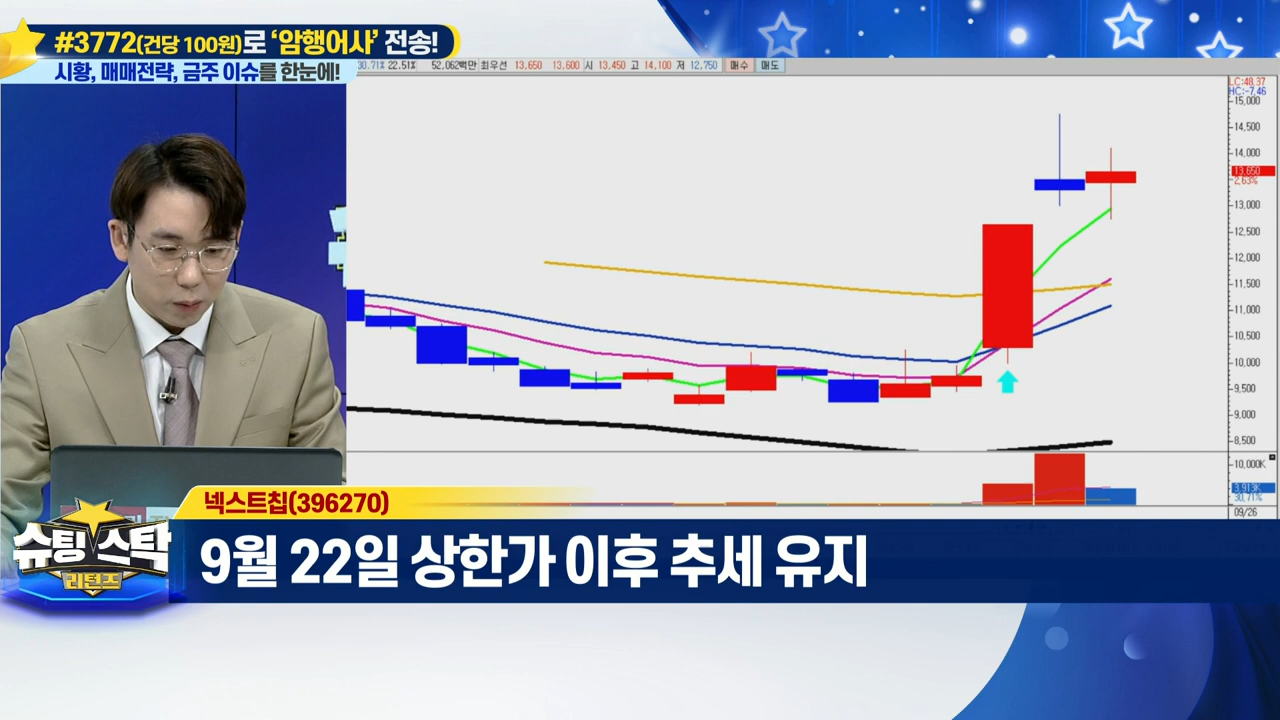 #3772(건당 100원)로 '암행어사' 전송!
시황, 매매전략, 금주 이슈를 한눈에!
30.71% 22.51% 52,062백만 최우선 13,650 13,600 시 13,450 고 14,100 저 12,750 매수 매도
LC:48.37
HC:-7.46
15,000
14,500
14,000
13,650
2.63%
13,000
12,500
12,000
11,500
11,000
10,500
10,000
9,500
9,000
8,500
10,000K
3,913K
30.71%
09/26
넥스트칩(396270)
9월 22일 상한가 이후 추세 유지
슈팅 스탁
리턴즈